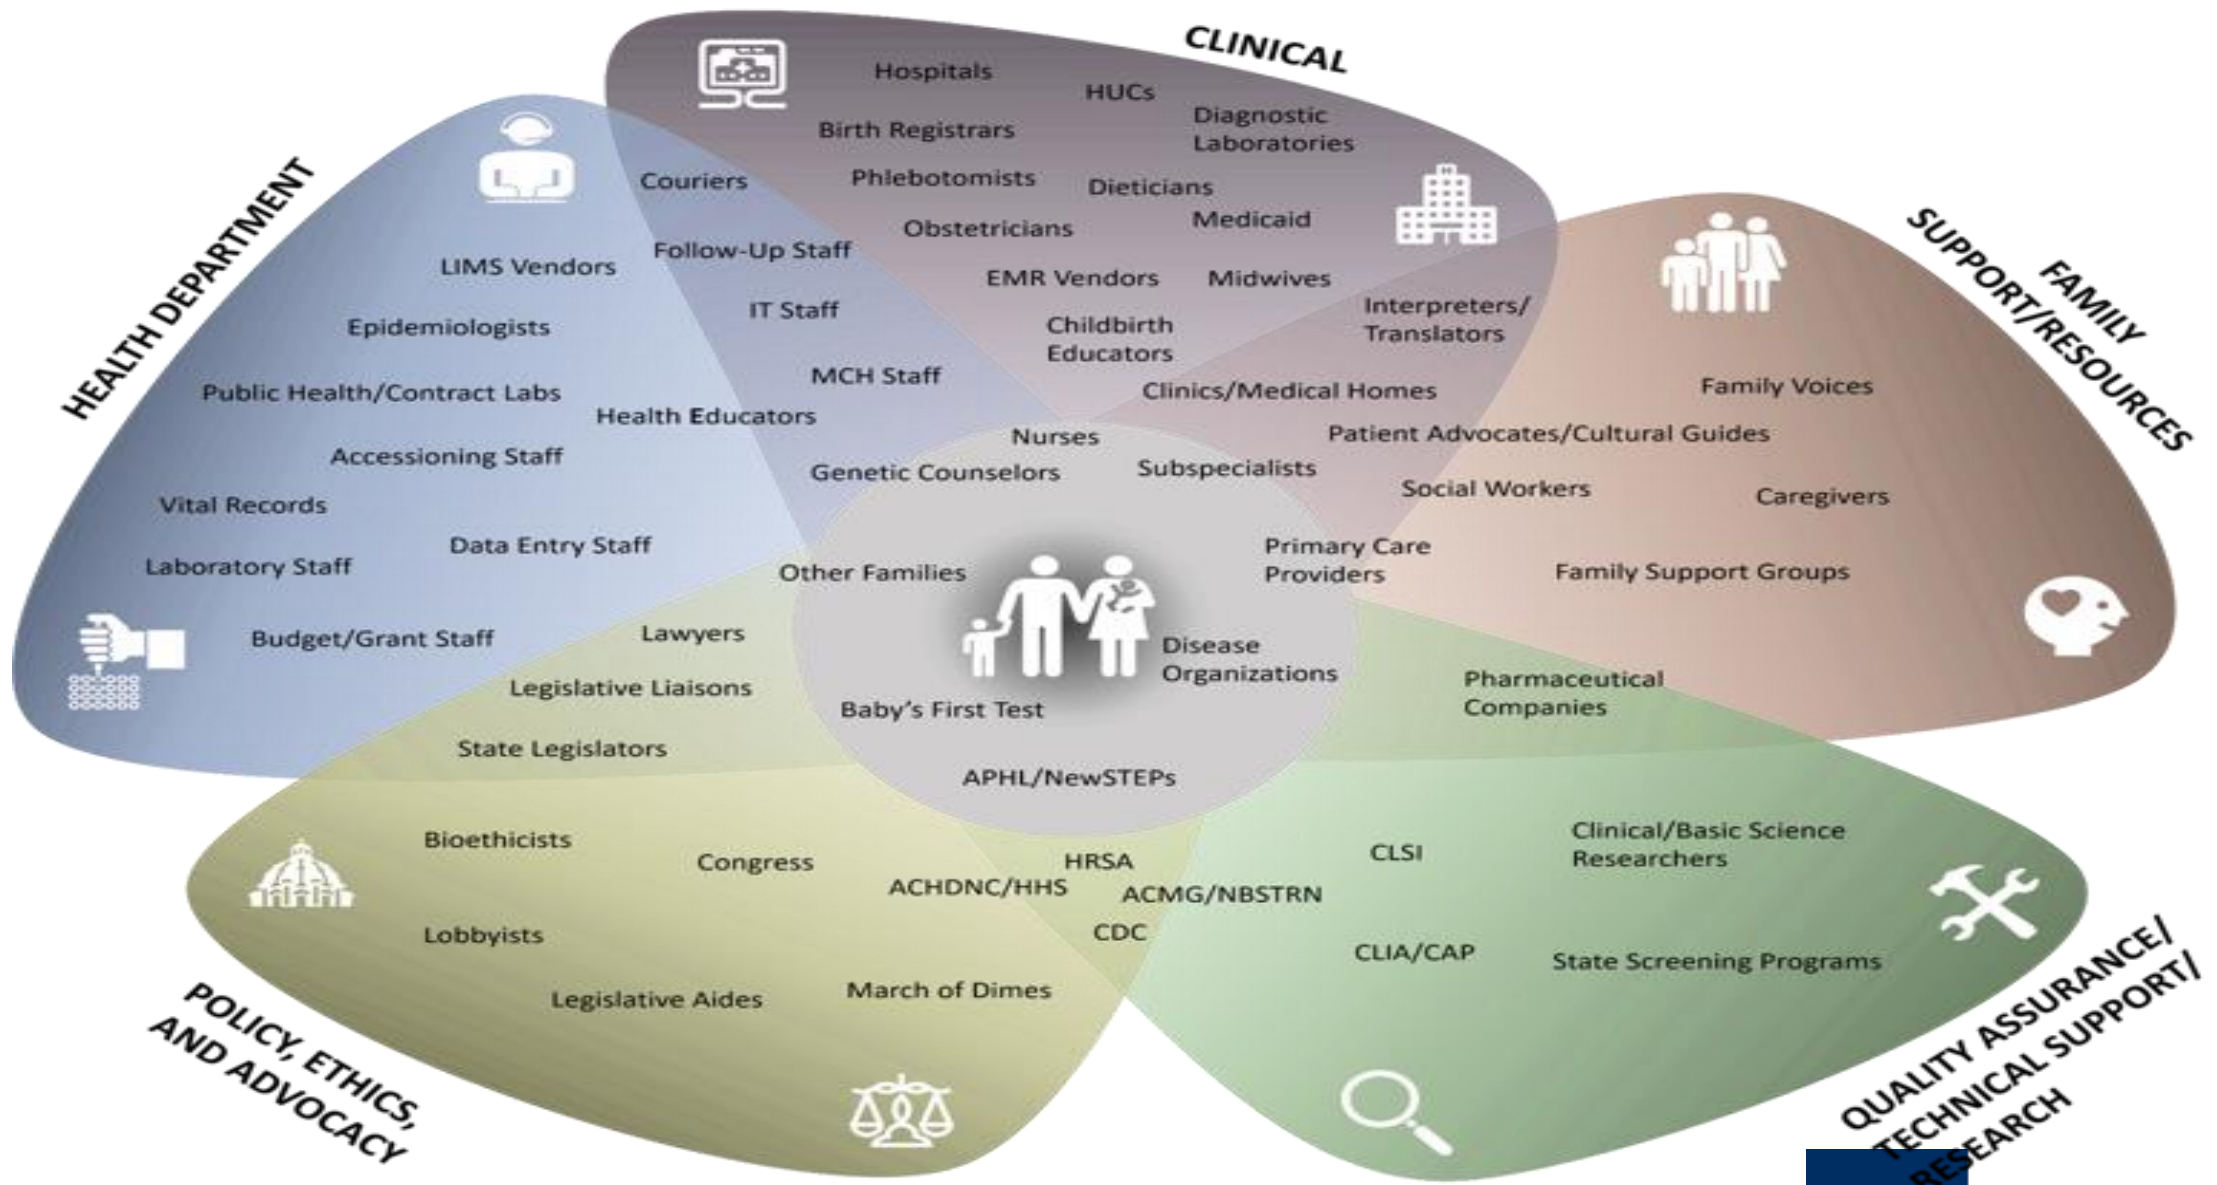 CLINICAL
Hospitals
HUCs
Diagnostic
Laboratories
Birth Registrars
Couriers
Phlebotomists
Dieticians
Medicaid
Obstetricians
Follow-Up Staff
EMR Vendors
Midwives
IT Staff
Interpreters/
Translators
Childbirth
Educators
MCH Staff
Clinics/Medical Homes
HEALTH DEPARTMENT
LIMS Vendors
Epidemiologists
Public Health/Contract Labs
Health Educators
Accessioning Staff
Vital Records
Data Entry Staff
Laboratory Staff
Budget/Grant Staff
FAMILY
SUPPORT/RESOURCES
Family Voices
Patient Advocates/Cultural Guides
Social Workers
Caregivers
Family Support Groups
Nurses
Genetic Counselors
Subspecialists
Other Families
Primary Care
Providers
Disease
Organizations
Baby's First Test
APHL/NewSTEPs
Lawyers
Legislative Liaisons
State Legislators
Pharmaceutical
Companies
Bioethicists
Congress
HRSA
ACHDNC/HHS
ACMG/NBSTRN
CDC
Lobbyists
Legislative Aides
March of Dimes
POLICY, ETHICS,
AND ADVOCACY
CLSI
Clinical/Basic Science
Researchers
CLIA/CAP
State Screening Programs
QUALITY ASSURANCE/
TECHNICAL SUPPORT/
RESEARCH